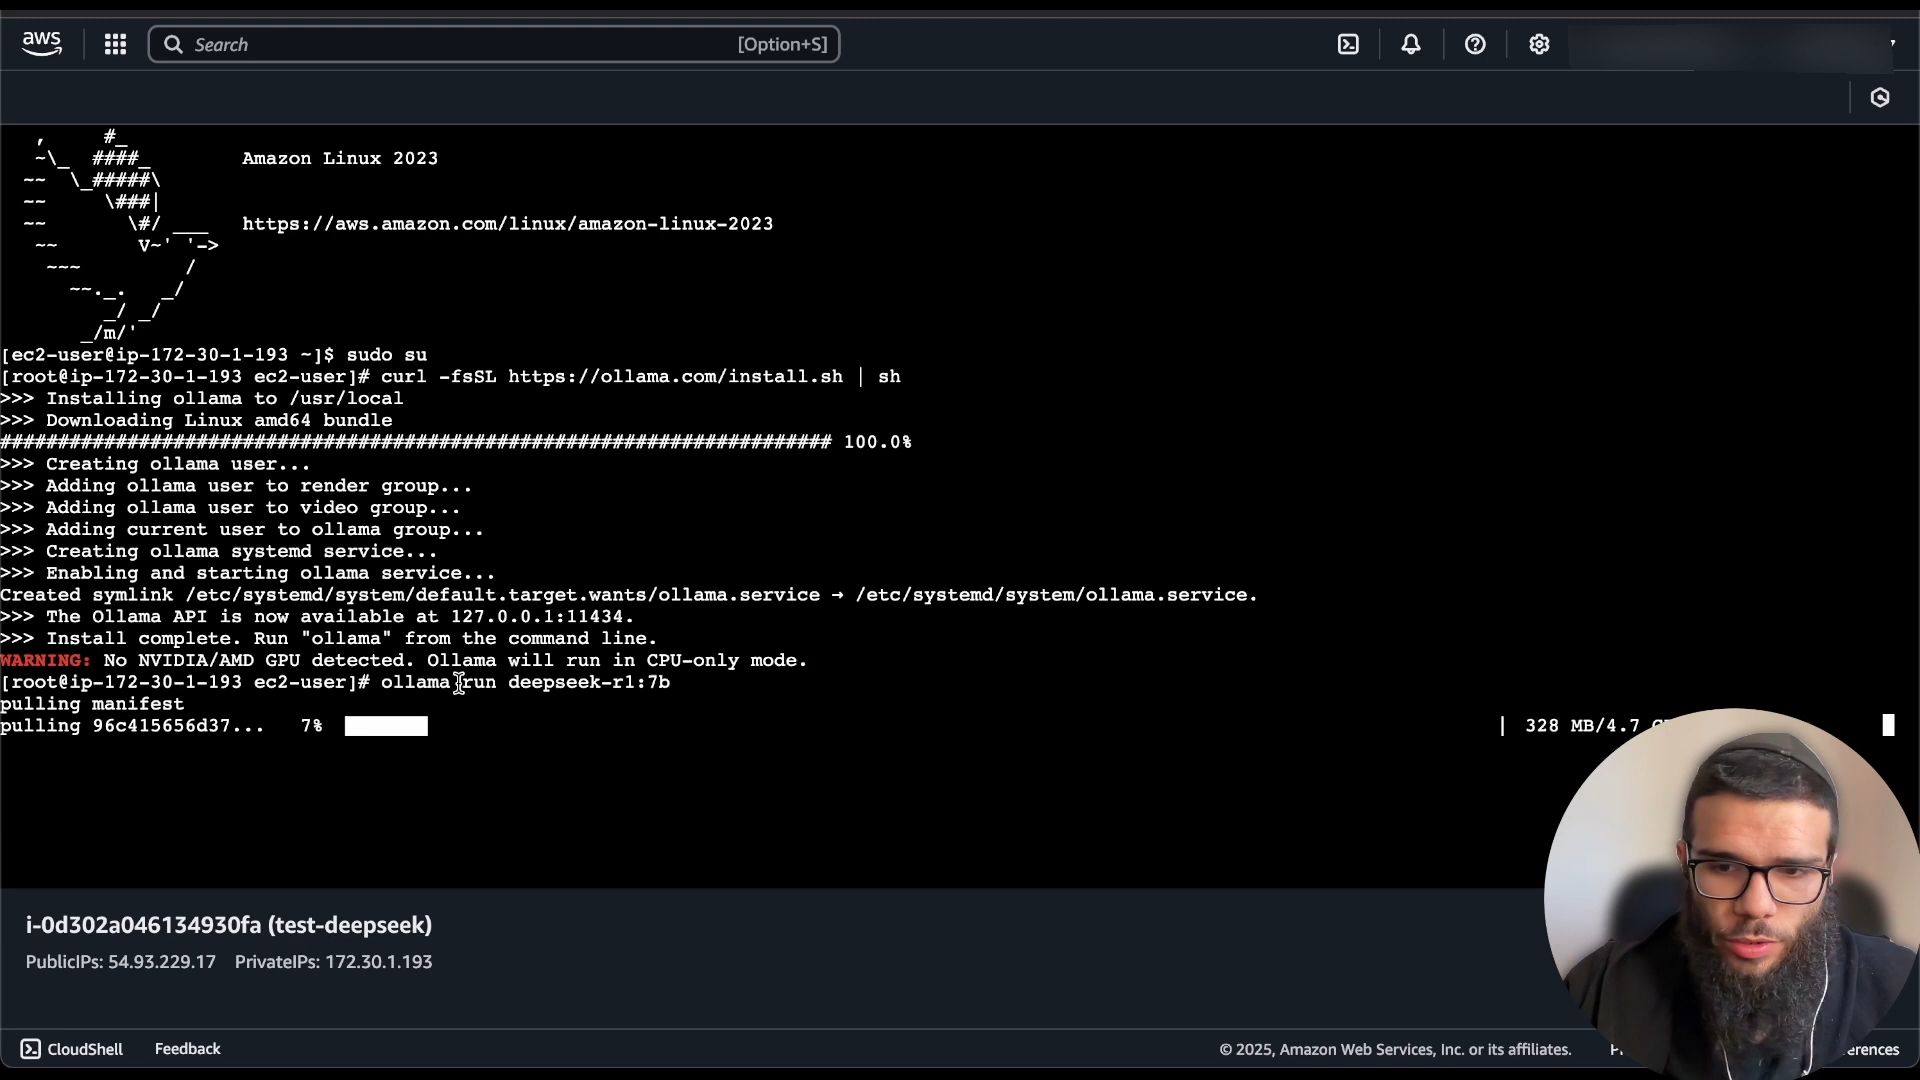 aws
Search [Option+S]
, #_
~\_ ####_ Amazon Linux 2023
~~ \_#####\
~~ \###|
~~ \#/ ___ https://aws.amazon.com/linux/amazon-linux-2023
~~ V~' '->
~~~ /
~~._. _/
_/ _/
_/m/'
[ec2-user@ip-172-30-1-193 ~]$ sudo su
[root@ip-172-30-1-193 ec2-user]# curl -fsSL https://ollama.com/install.sh | sh
>>> Installing ollama to /usr/local
>>> Downloading Linux amd64 bundle
######################################################################## 100.0%
>>> Creating ollama user...
>>> Adding ollama user to render group...
>>> Adding ollama user to video group...
>>> Adding current user to ollama group...
>>> Creating ollama systemd service...
>>> Enabling and starting ollama service...
Created symlink /etc/systemd/system/default.target.wants/ollama.service → /etc/systemd/system/ollama.service.
>>> The Ollama API is now available at 127.0.0.1:11434.
>>> Install complete. Run "ollama" from the command line.
WARNING: No NVIDIA/AMD GPU detected. Ollama will run in CPU-only mode.
[root@ip-172-30-1-193 ec2-user]# ollama run deepseek-r1:7b
pulling manifest
pulling 96c415656d37... 7% | 328 MB/4.7
i-0d302a046134930fa (test-deepseek)
PublicIPs: 54.93.229.17 PrivateIPs: 172.30.1.193
CloudShell Feedback © 2025, Amazon Web Services, Inc. or its affiliates.